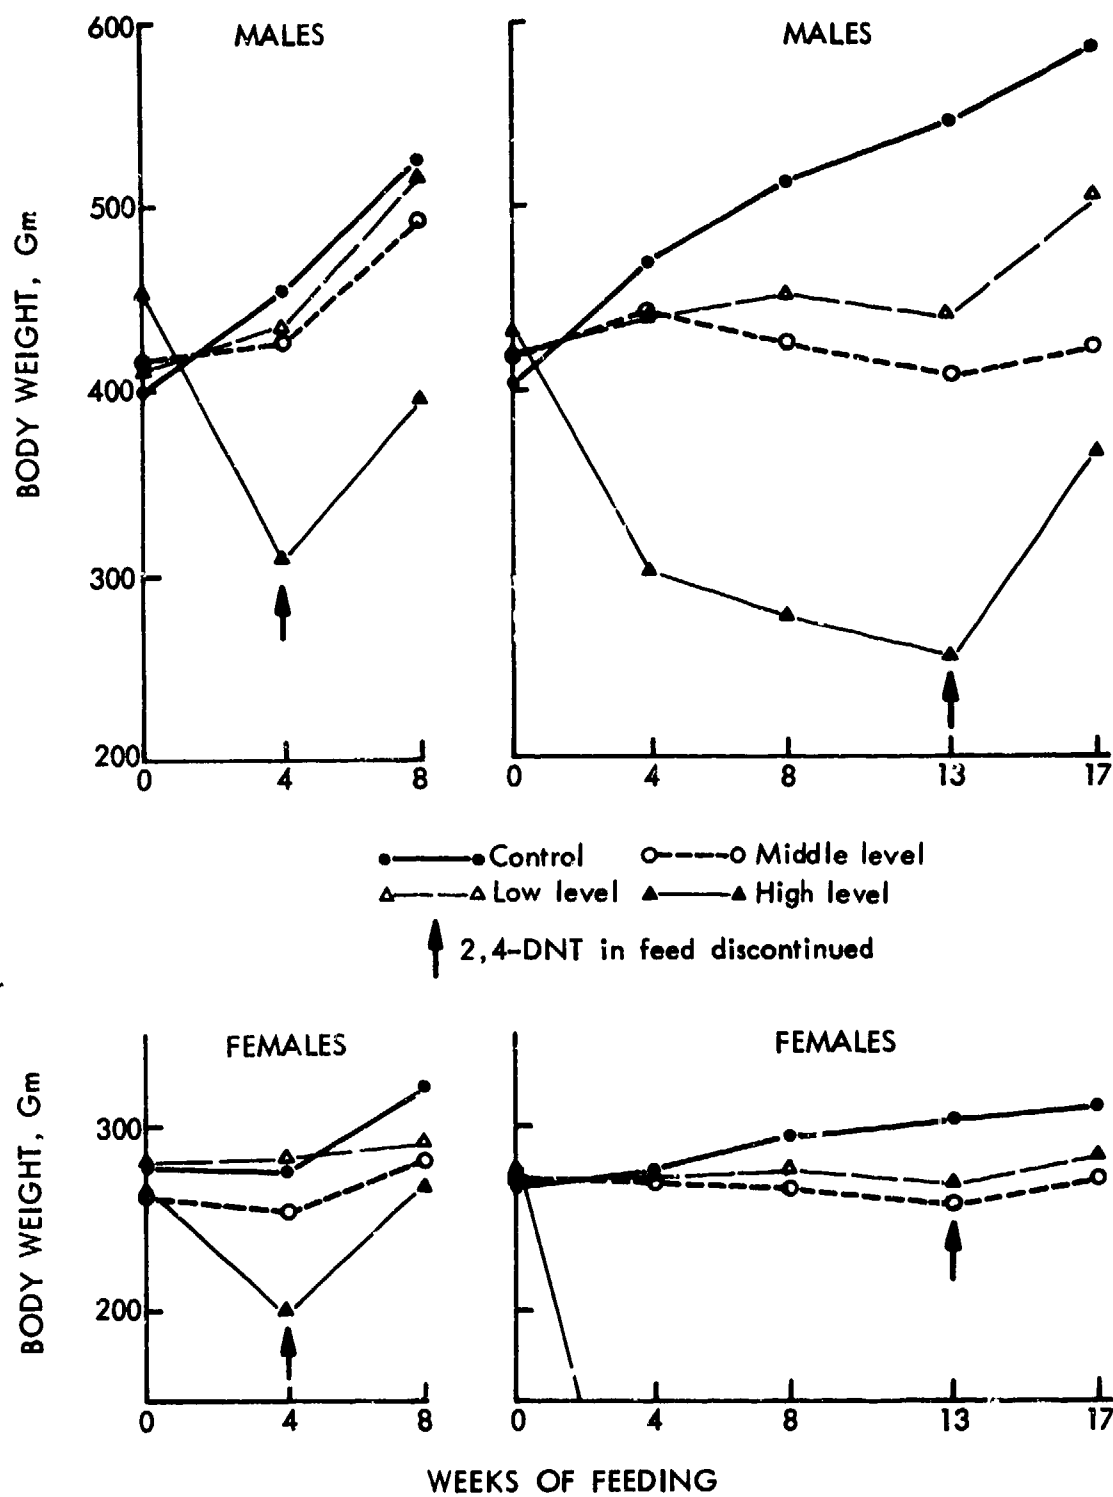 MALES
MALES
600
500
400
300
200
BODY WEIGHT, Gm
0 4 8
0 4 8 13 17
Control Middle level
Low level High level
2,4-DNT in feed discontinued
FEMALES
FEMALES
300
200
BODY WEIGHT, Gm
0 4 8
0 4 8 13 17
WEEKS OF FEEDING